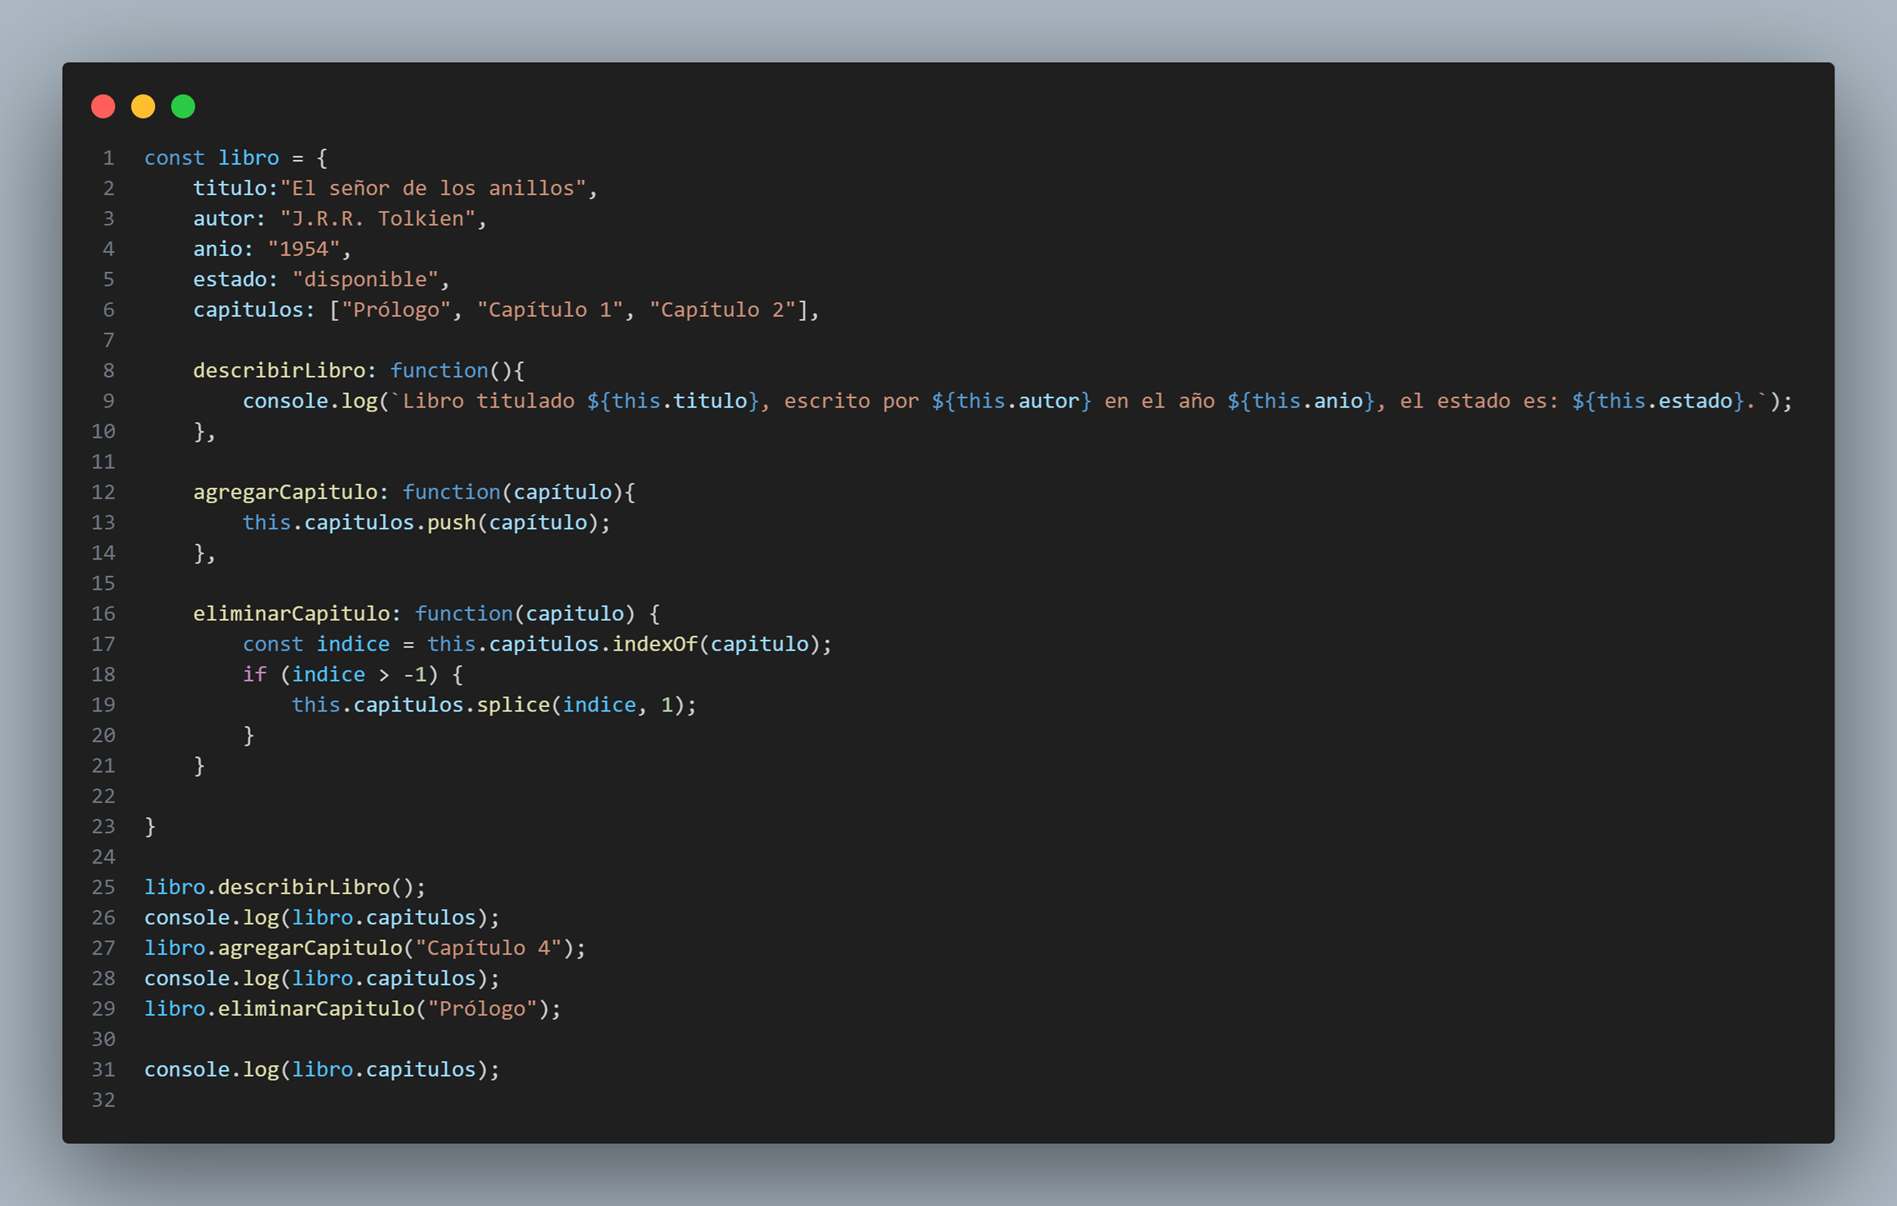 1 const libro = {
2 titulo:"El señor de los anillos",
3 autor: "J.R.R. Tolkien",
4 anio: "1954",
5 estado: "disponible",
6 capitulos: ["Prólogo", "Capítulo 1", "Capítulo 2"],
7
8 describirLibro: function(){
9 console.log(`Libro titulado ${this.titulo}, escrito por ${this.autor} en el año ${this.anio}, el estado es: ${this.estado}.`);
10 },
11
12 agregarCapitulo: function(capítulo){
13 this.capitulos.push(capítulo);
14 },
15
16 eliminarCapitulo: function(capitulo) {
17 const indice = this.capitulos.indexOf(capitulo);
18 if (indice > -1) {
19 this.capitulos.splice(indice, 1);
20 }
21 }
22
23 }
24
25 libro.describirLibro();
26 console.log(libro.capitulos);
27 libro.agregarCapitulo("Capítulo 4");
28 console.log(libro.capitulos);
29 libro.eliminarCapitulo("Prólogo");
30
31 console.log(libro.capitulos);
32